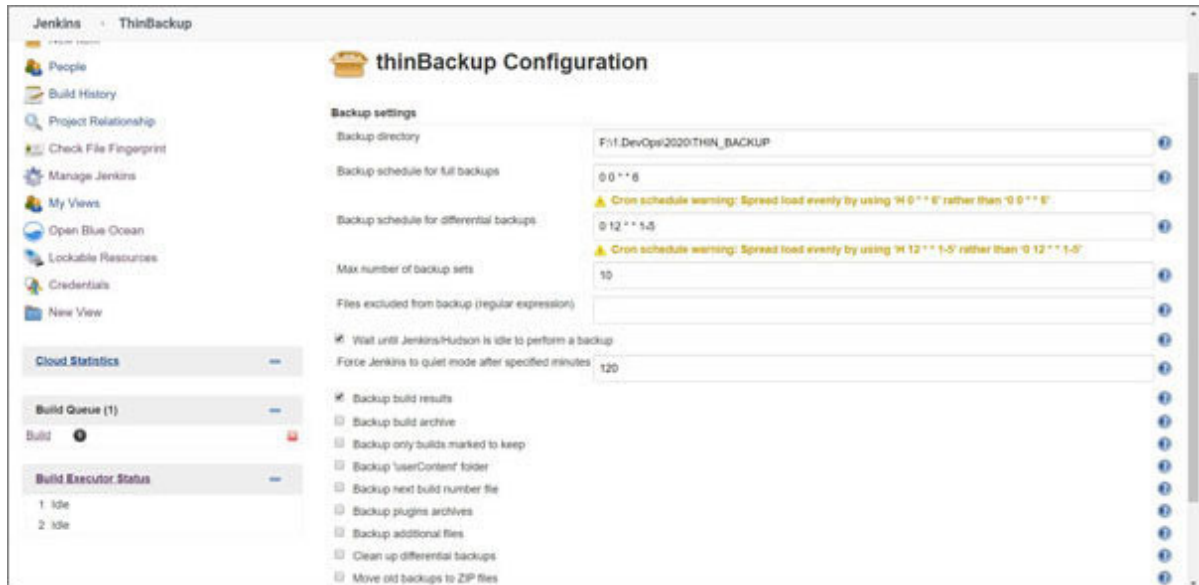 Jenkins
ThinBackup
New Item
People
Build History
Project Relationship
Check File Fingerprint
Manage Jenkins
My Views
Open Blue Ocean
Lockable Resources
Credentials
New View
Cloud Statistics
Build Queue (1)
Build
Build Executor Status
1 Idle
2 Idle
thinBackup Configuration
Backup settings
Backup directory
F:\1.DevOps\2020\THIN_BACKUP
Backup schedule for full backups
0 0 * * 6
Cron schedule warning: Spread load evenly by using 'H 0 * * 6' rather than '0 0 * * 6'
Backup schedule for differential backups
0 12 * * 1-5
Cron schedule warning: Spread load evenly by using 'H 12 * * 1-5' rather than '0 12 * * 1-5'
Max number of backup sets
10
Files excluded from backup (regular expression)
Wait until Jenkins/Hudson is idle to perform a backup
Force Jenkins to quiet mode after specified minutes
120
Backup build results
Backup build archive
Backup only builds marked to keep
Backup 'userContent' folder
Backup next build number file
Backup plugins archives
Backup additional files
Clean up differential backups
Move old backups to ZIP files